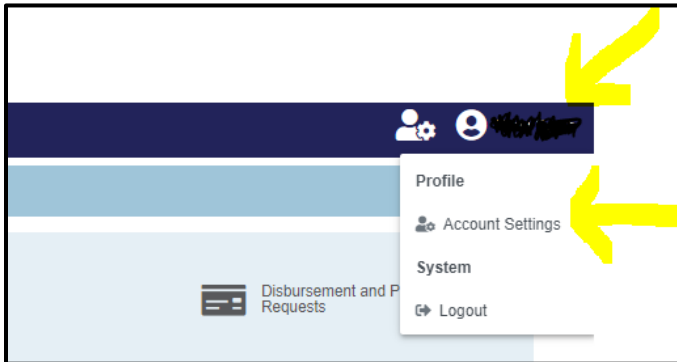 Profile
Account Settings
Disbursement and P
Requests
System
Logout